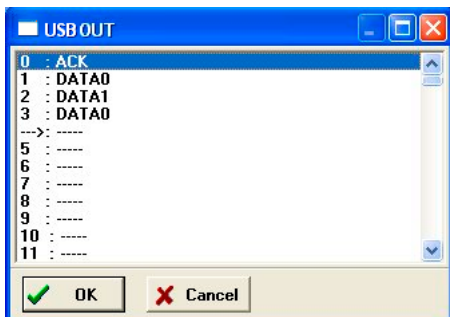 USB OUT
0 : ACK
1 : DATA0
2 : DATA1
3 : DATA0
--->: -----
5 : -----
6 : -----
7 : -----
8 : -----
9 : -----
10 : -----
11 : -----
OK Cancel